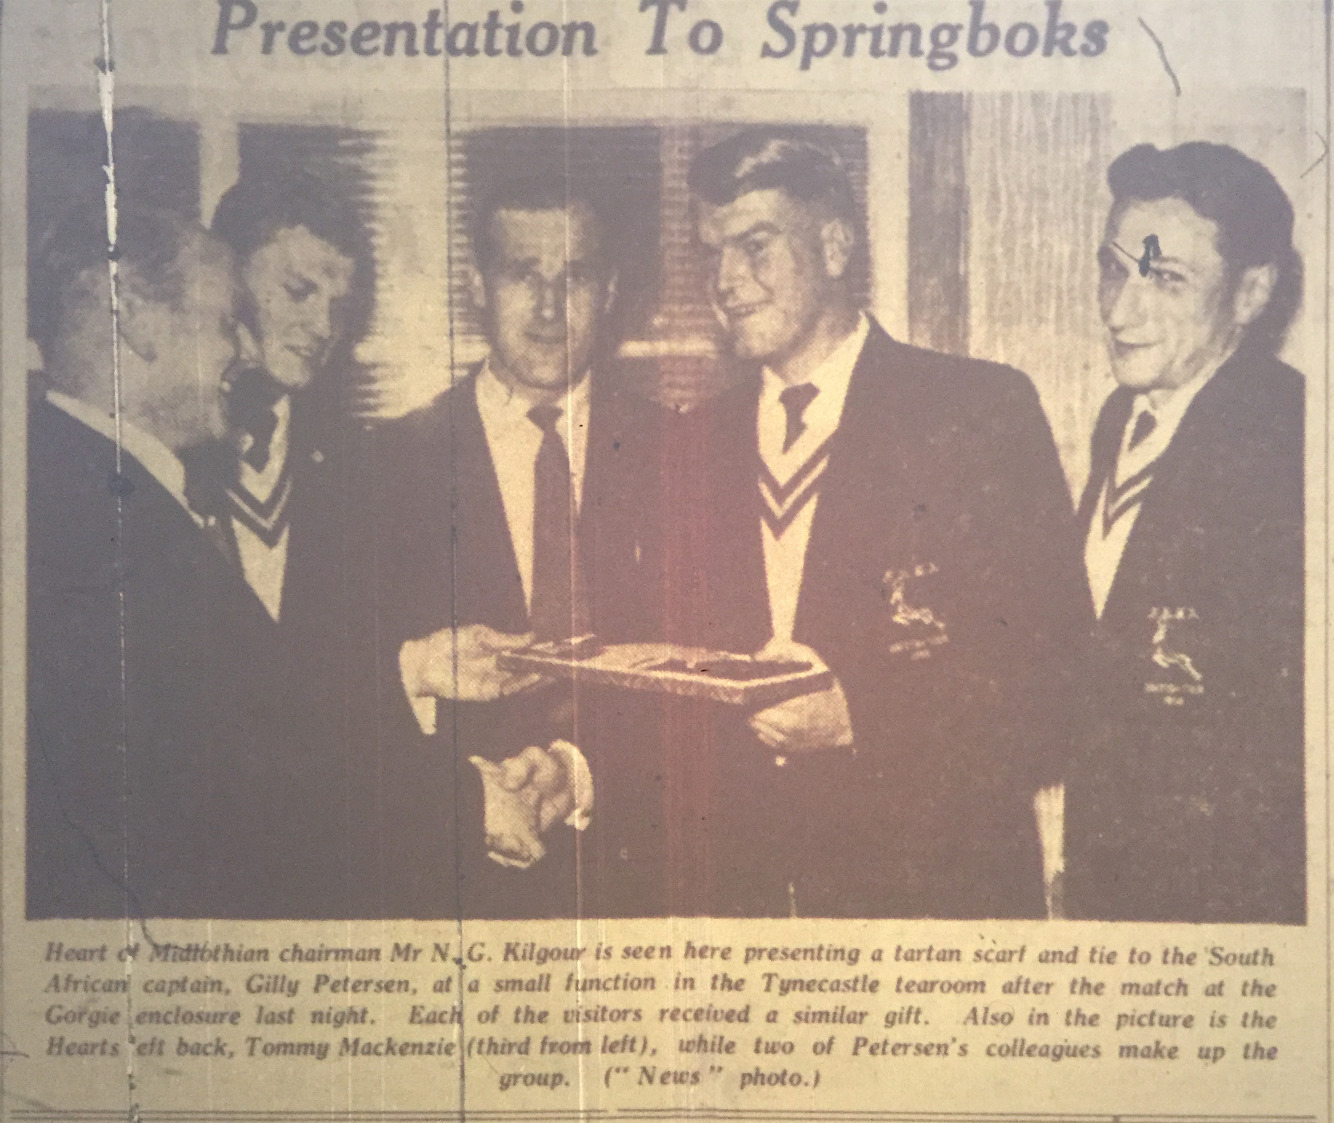 Presentation To Springboks
Heart of Midlothian chairman Mr N. G. Kilgour is seen here presenting a tartan scarf and tie to the South
African captain, Gilly Petersen, at a small function in the Tynecastle tearoom after the match at the
Gorgie enclosure last night. Each of the visitors received a similar gift. Also in the picture is the
Hearts left back, Tommy Mackenzie (third from left), while two of Petersen's colleagues make up the
group. ("News" photo.)